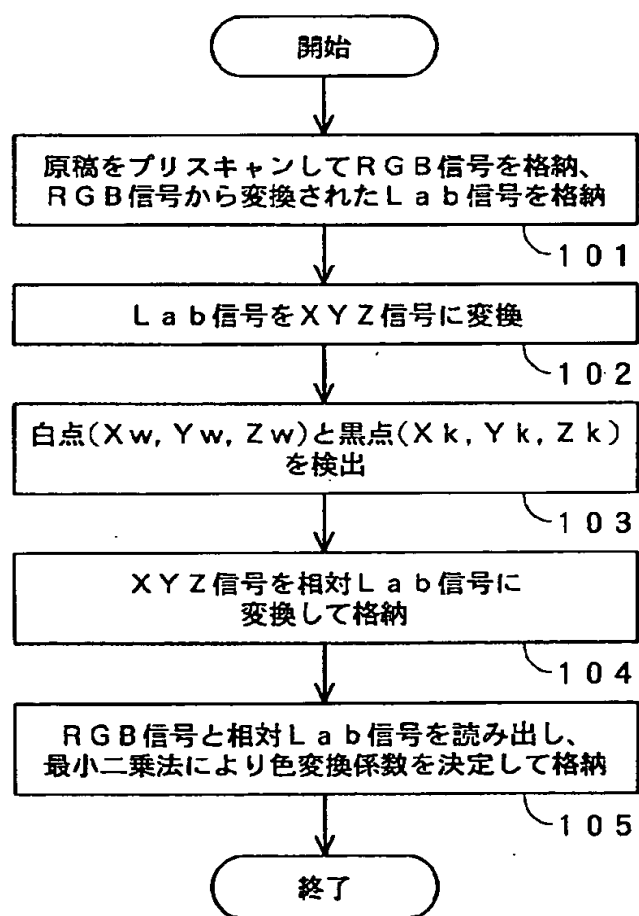 開始
原稿をプリスキャンしてRGB信号を格納、
RGB信号から変換されたLab信号を格納
101
Lab信号をXYZ信号に変換
102
白点(Xw, Yw, Zw)と黒点(Xk, Yk, Zk)
を検出
103
XYZ信号を相対Lab信号に
変換して格納
104
RGB信号と相対Lab信号を読み出し、
最小二乗法により色変換係数を決定して格納
105
終了